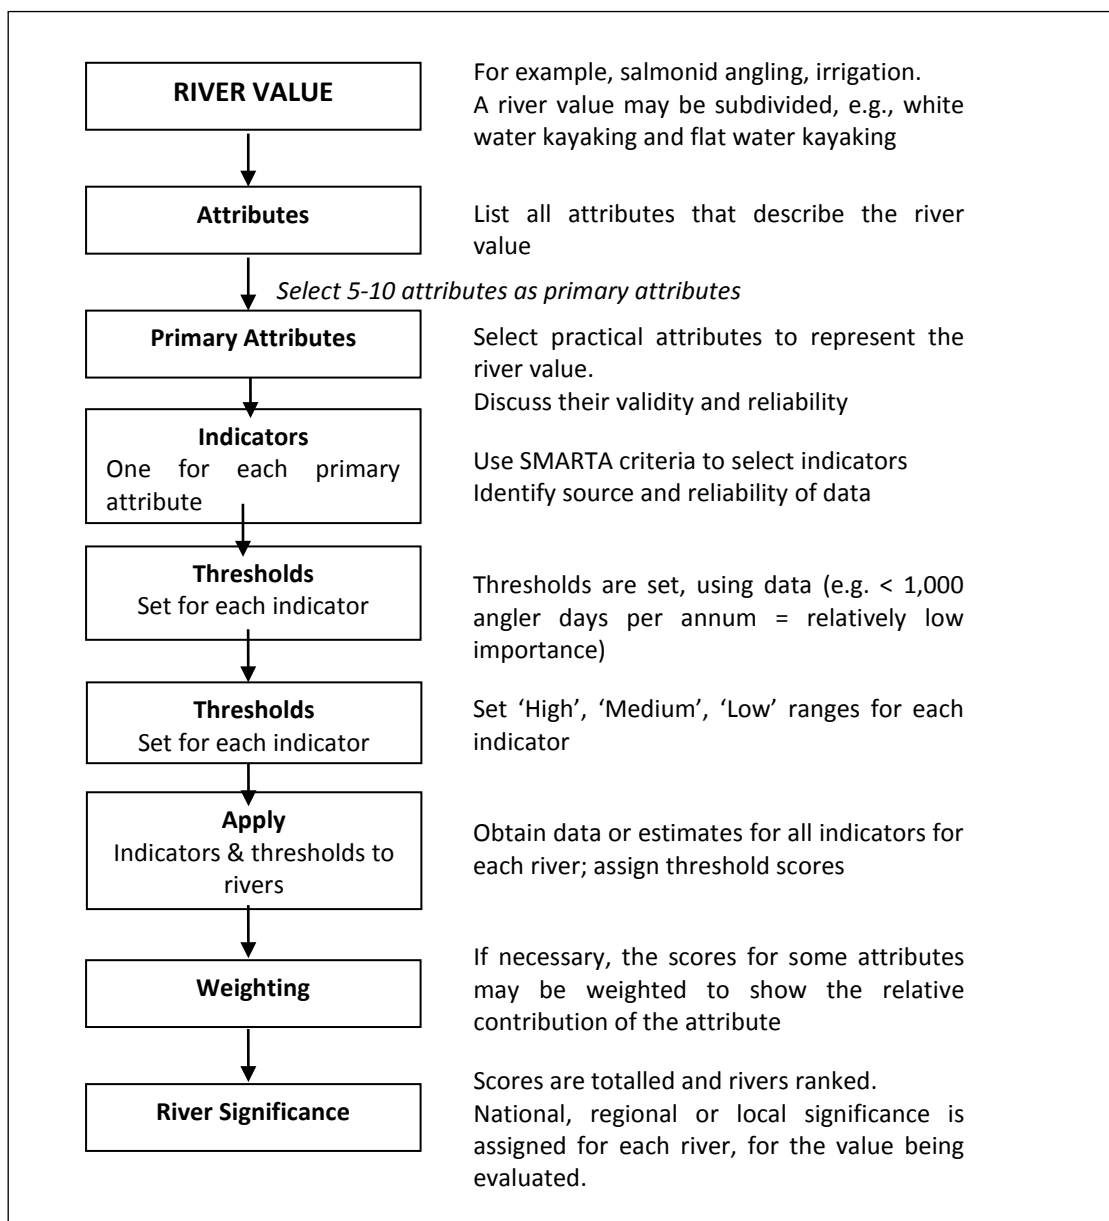 RIVER VALUE
For example, salmonid angling, irrigation.
A river value may be subdivided, e.g., white
water kayaking and flat water kayaking
Attributes
List all attributes that describe the river
value
Select 5-10 attributes as primary attributes
Primary Attributes
Select practical attributes to represent the
river value.
Discuss their validity and reliability
Indicators
One for each primary
attribute
Use SMARTA criteria to select indicators
Identify source and reliability of data
Thresholds
Set for each indicator
Thresholds are set, using data (e.g. < 1,000
angler days per annum = relatively low
importance)
Thresholds
Set for each indicator
Set ‘High’, ‘Medium’, ‘Low’ ranges for each
indicator
Apply
Indicators & thresholds to
rivers
Obtain data or estimates for all indicators for
each river; assign threshold scores
Weighting
If necessary, the scores for some attributes
may be weighted to show the relative
contribution of the attribute
River Significance
Scores are totalled and rivers ranked.
National, regional or local significance is
assigned for each river, for the value being
evaluated.